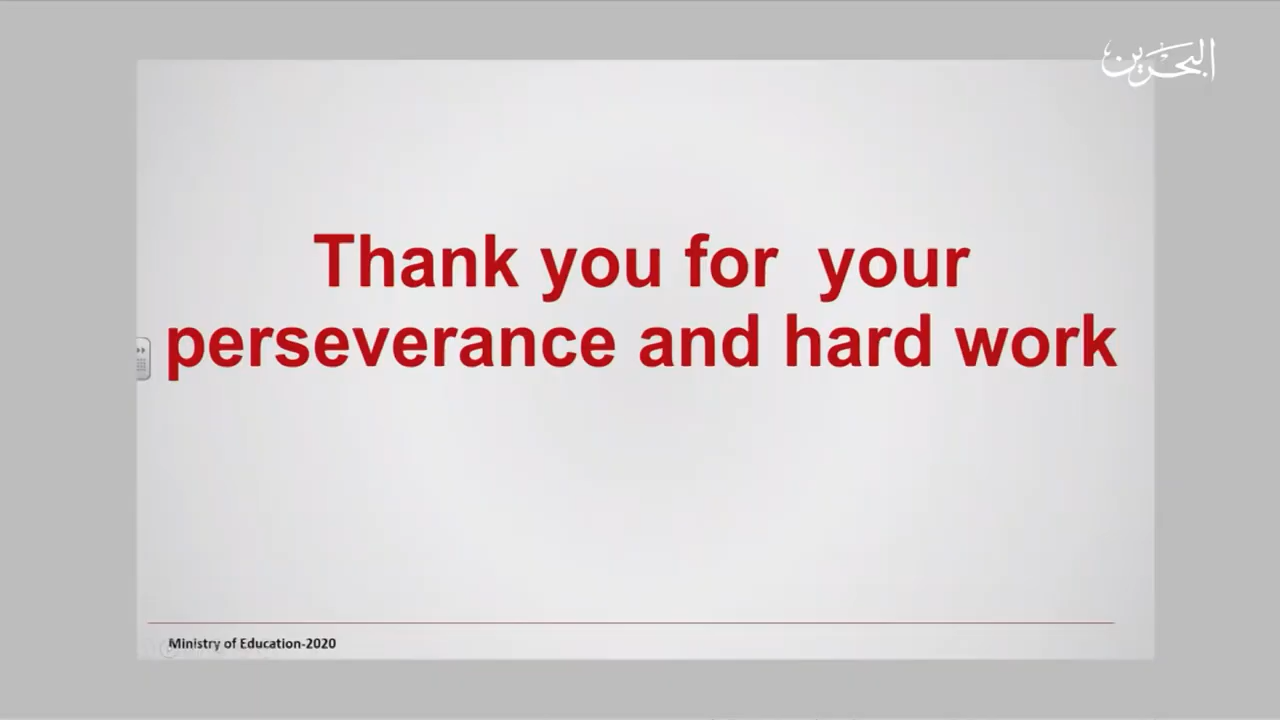 البحرين
Thank you for  your
perseverance and hard work
Ministry of Education-2020